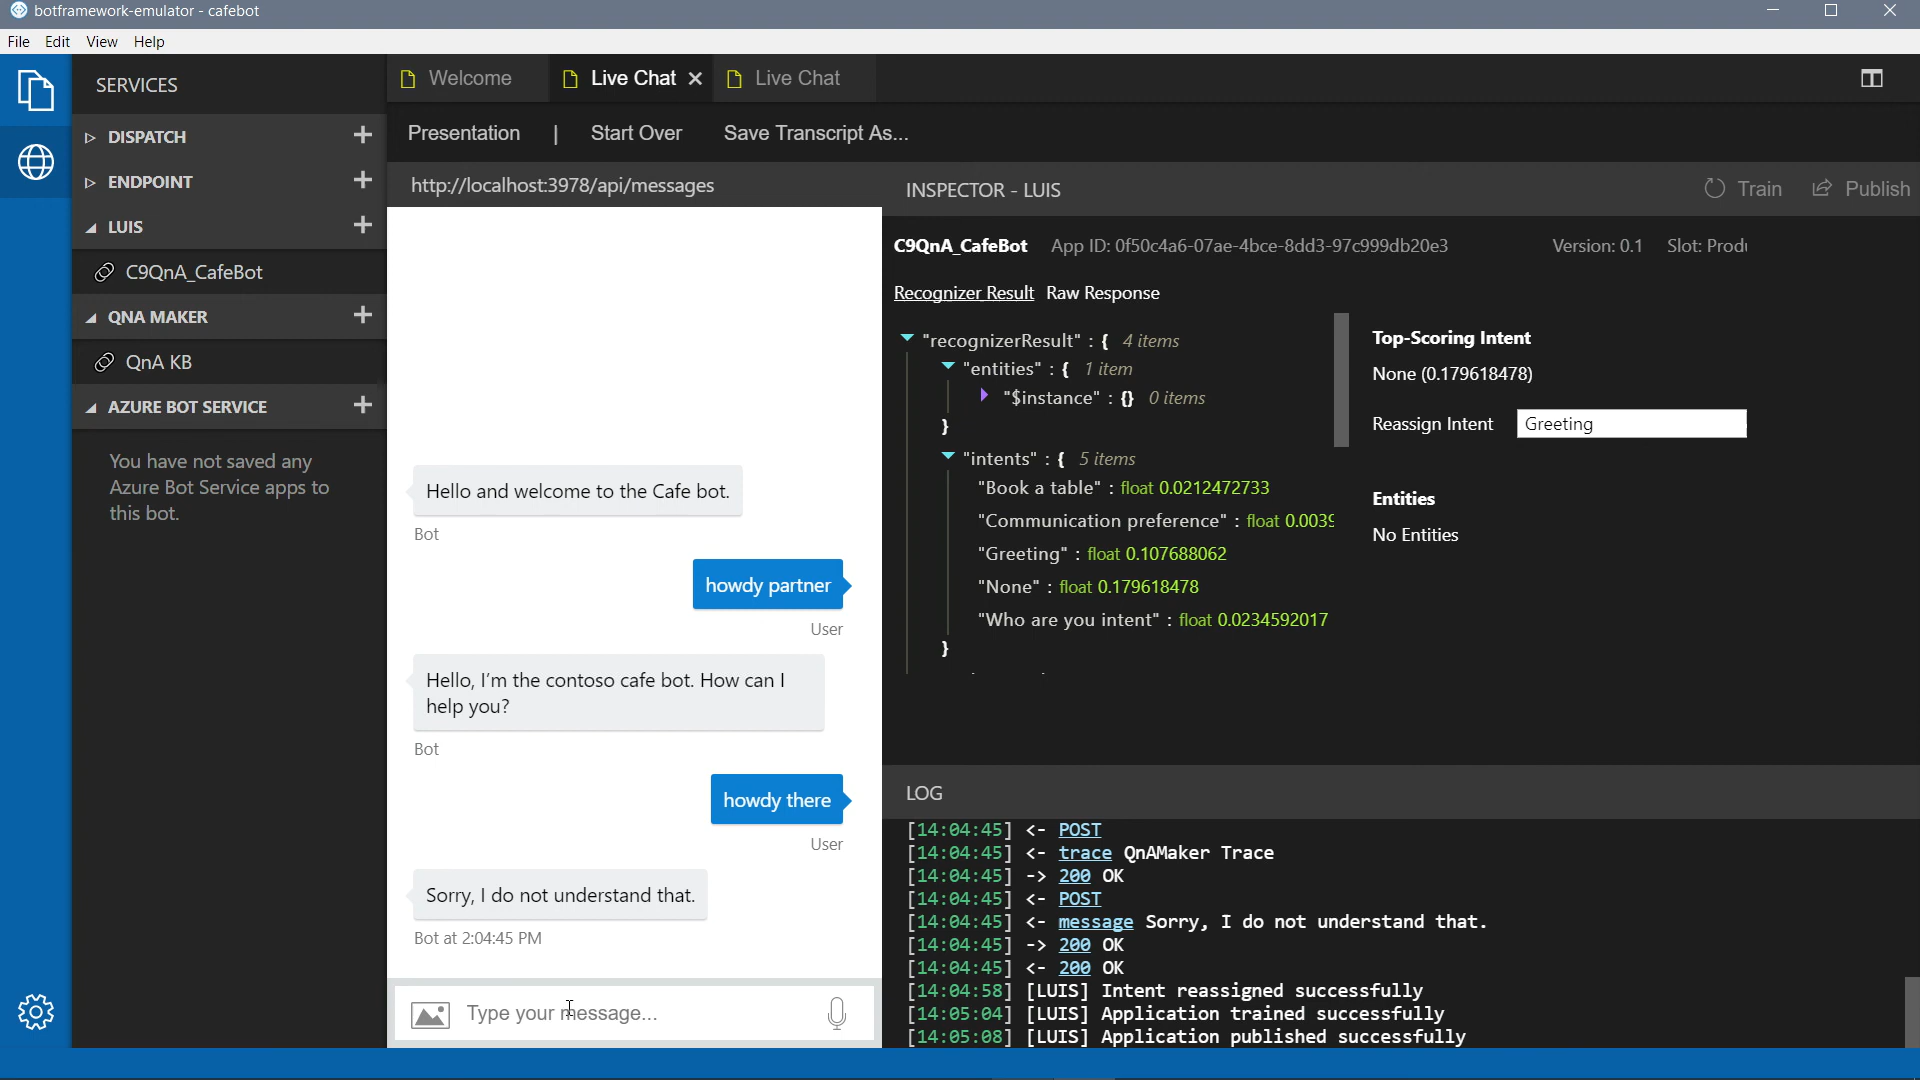 botframework-emulator - cafebot
File Edit View Help
SERVICES
DISPATCH +
ENDPOINT +
LUIS +
C9QnA_CafeBot
QNA MAKER +
QnA KB
AZURE BOT SERVICE +
You have not saved any
Azure Bot Service apps to
this bot.
Welcome Live Chat Live Chat
Presentation | Start Over Save Transcript As...
http://localhost:3978/api/messages
Hello and welcome to the Cafe bot.
Bot
howdy partner
User
Hello, I'm the contoso cafe bot. How can I
help you?
Bot
howdy there
User
Sorry, I do not understand that.
Bot at 2:04:45 PM
Type your message...
INSPECTOR - LUIS Train Publish
C9QnA_CafeBot App ID: 0f50c4a6-07ae-4bce-8dd3-97c999db20e3 Version: 0.1 Slot: Produ
Recognizer Result Raw Response
"recognizerResult" : { 4 items
"entities" : { 1 item
"$instance" : {} 0 items
}
"intents" : { 5 items
"Book a table" : float 0.0212472733
"Communication preference" : float 0.0039
"Greeting" : float 0.107688062
"None" : float 0.179618478
"Who are you intent" : float 0.0234592017
}
Top-Scoring Intent
None (0.179618478)
Reassign Intent Greeting
Entities
No Entities
LOG
[14:04:45] <- POST
[14:04:45] <- trace QnAMaker Trace
[14:04:45] -> 200 OK
[14:04:45] <- POST
[14:04:45] <- message Sorry, I do not understand that.
[14:04:45] -> 200 OK
[14:04:45] <- 200 OK
[14:04:58] [LUIS] Intent reassigned successfully
[14:05:04] [LUIS] Application trained successfully
[14:05:08] [LUIS] Application published successfully